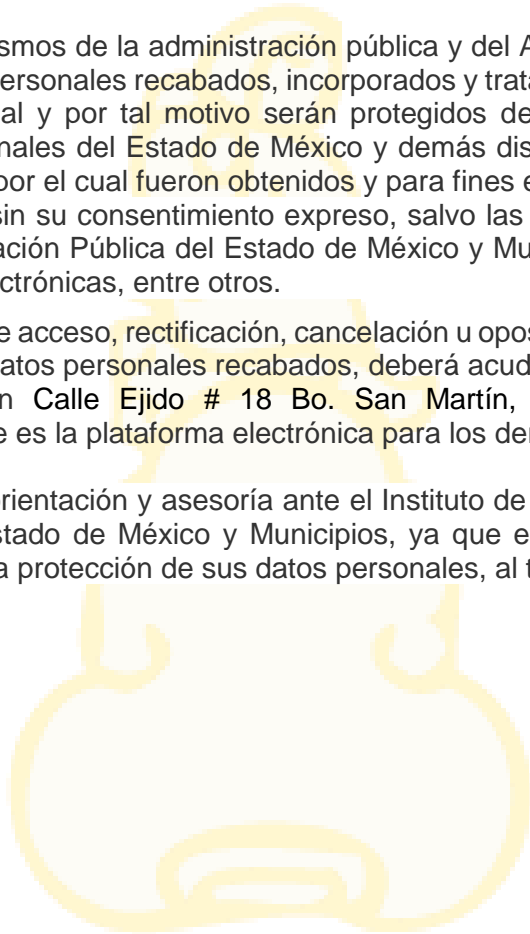 smos de la administración pública y del A
ersonales recabados, incorporados y trata
al y por tal motivo serán protegidos de
nales del Estado de México y demás dis
por el cual fueron obtenidos y para fines e
sin su consentimiento expreso, salvo las
ación Pública del Estado de México y Mu
ctrónicas, entre otros.
e acceso, rectificación, cancelación u opos
atos personales recabados, deberá acud
n Calle Ejido # 18 Bo. San Martín,
e es la plataforma electrónica para los der
rientación y asesoría ante el Instituto de
stado de México y Municipios, ya que e
a protección de sus datos personales, al t